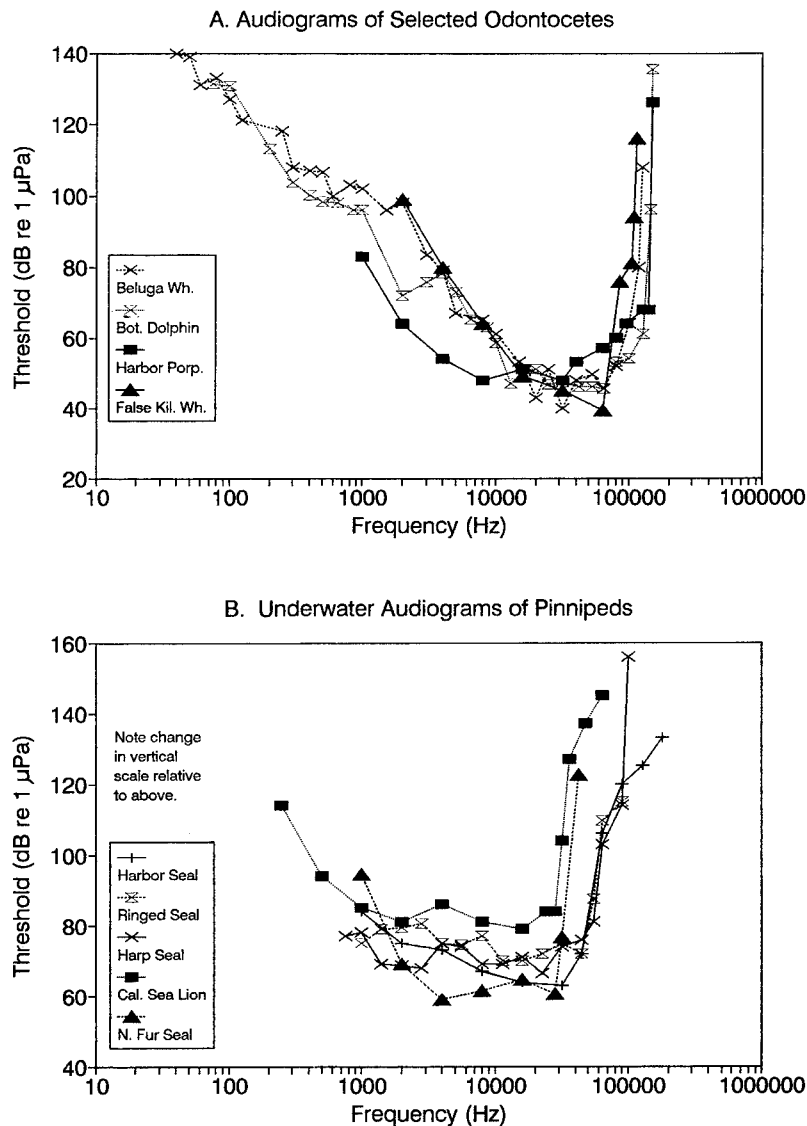 A. Audiograms of Selected Odontocetes
140
120
100
80
60
40
20
Threshold (dB re 1 µPa)
Beluga Wh.
Bot. Dolphin
Harbor Porp.
False Kil. Wh.
10 100 1000 10000 100000 1000000
Frequency (Hz)
B. Underwater Audiograms of Pinnipeds
160
140
120
100
80
60
40
Threshold (dB re 1 µPa)
Note change
in vertical
scale relative
to above.
Harbor Seal
Ringed Seal
Harp Seal
Cal. Sea Lion
N. Fur Seal
10 100 1000 10000 100000 1000000
Frequency (Hz)